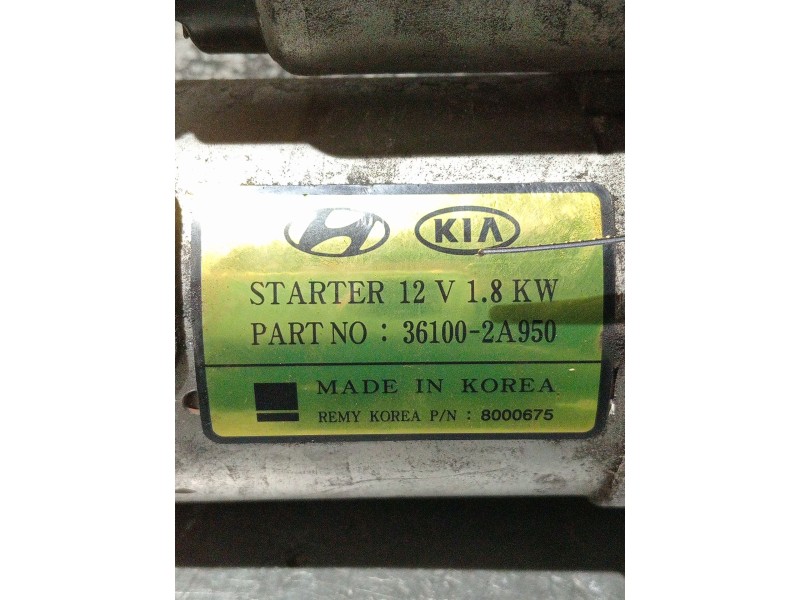 KIA
STARTER 12 V 1.8 KW
PART NO : 36100-2A950
MADE IN KOREA
REMY KOREA P/N : 8000675